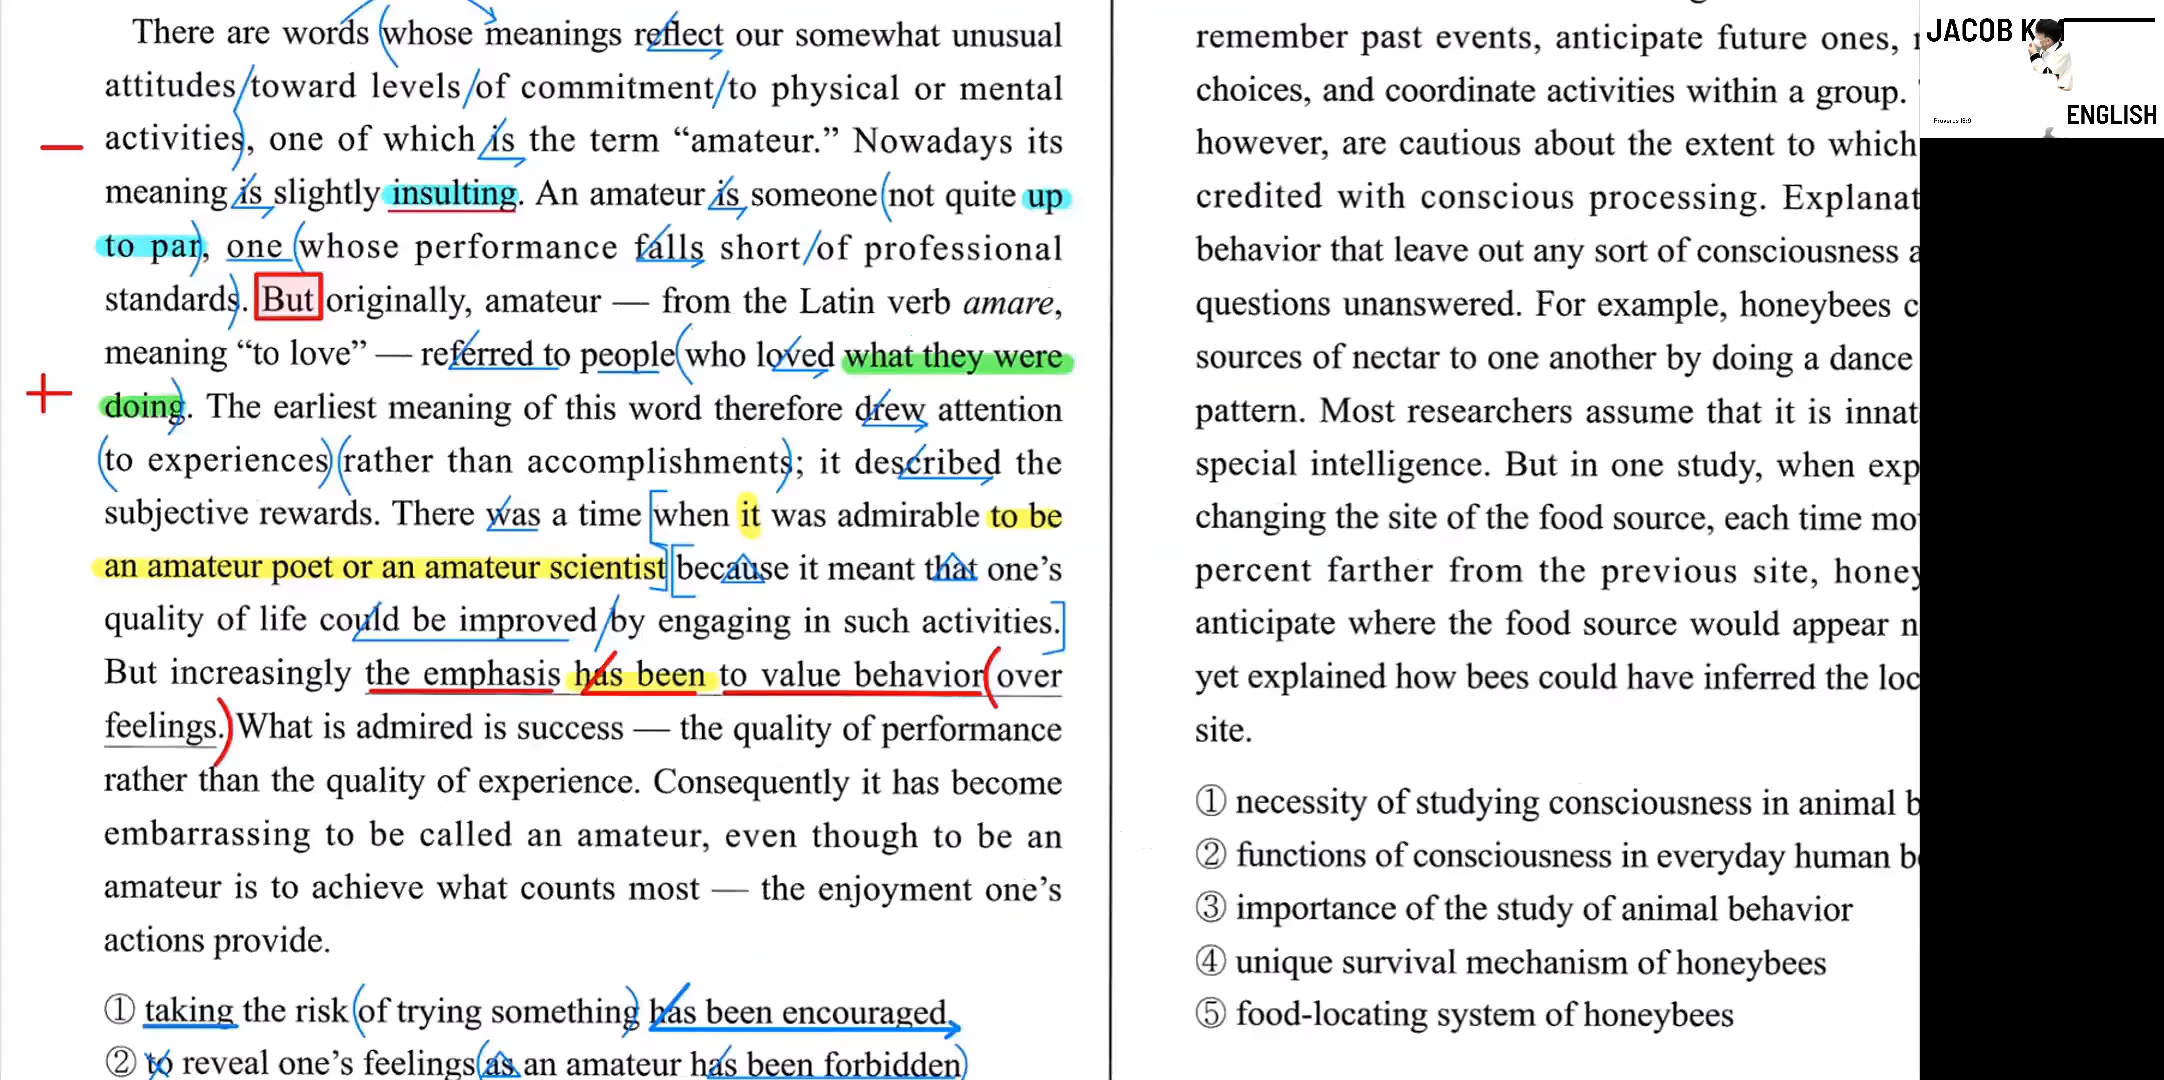 There are words whose meanings reflect our somewhat unusual
attitudes toward levels of commitment to physical or mental
activities, one of which is the term “amateur.” Nowadays its
meaning is slightly insulting. An amateur is someone not quite up
to par, one whose performance falls short of professional
standards. But originally, amateur — from the Latin verb amare,
meaning “to love” — referred to people who loved what they were
doing. The earliest meaning of this word therefore drew attention
to experiences rather than accomplishments; it described the
subjective rewards. There was a time when it was admirable to be
an amateur poet or an amateur scientist because it meant that one’s
quality of life could be improved by engaging in such activities.
But increasingly the emphasis has been to value behavior over
feelings. What is admired is success — the quality of performance
rather than the quality of experience. Consequently it has become
embarrassing to be called an amateur, even though to be an
amateur is to achieve what counts most — the enjoyment one’s
actions provide.
① taking the risk of trying something has been encouraged
② to reveal one’s feelings as an amateur has been forbidden
remember past events, anticipate future ones,
choices, and coordinate activities within a group.
however, are cautious about the extent to which
credited with conscious processing.
behavior that leave out any sort of consciousness
questions unanswered. For example, honeybees
sources of nectar to one another by doing a dance
pattern. Most researchers assume that it is
special intelligence. But in one study, when
changing the site of the food source, each time
percent farther from the previous site,
anticipate where the food source would appear
yet explained how bees could have inferred the
site.
① necessity of studying consciousness in animal
② functions of consciousness in everyday human
③ importance of the study of animal behavior
④ unique survival mechanism of honeybees
⑤ food-locating system of honeybees
JACOB
ENGLISH